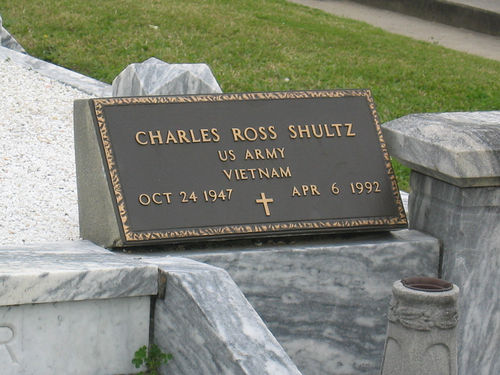 CHARLES ROSS SHULTZ
US ARMY
VIETNAM
OCT 24 1947 APR 6 1992
R